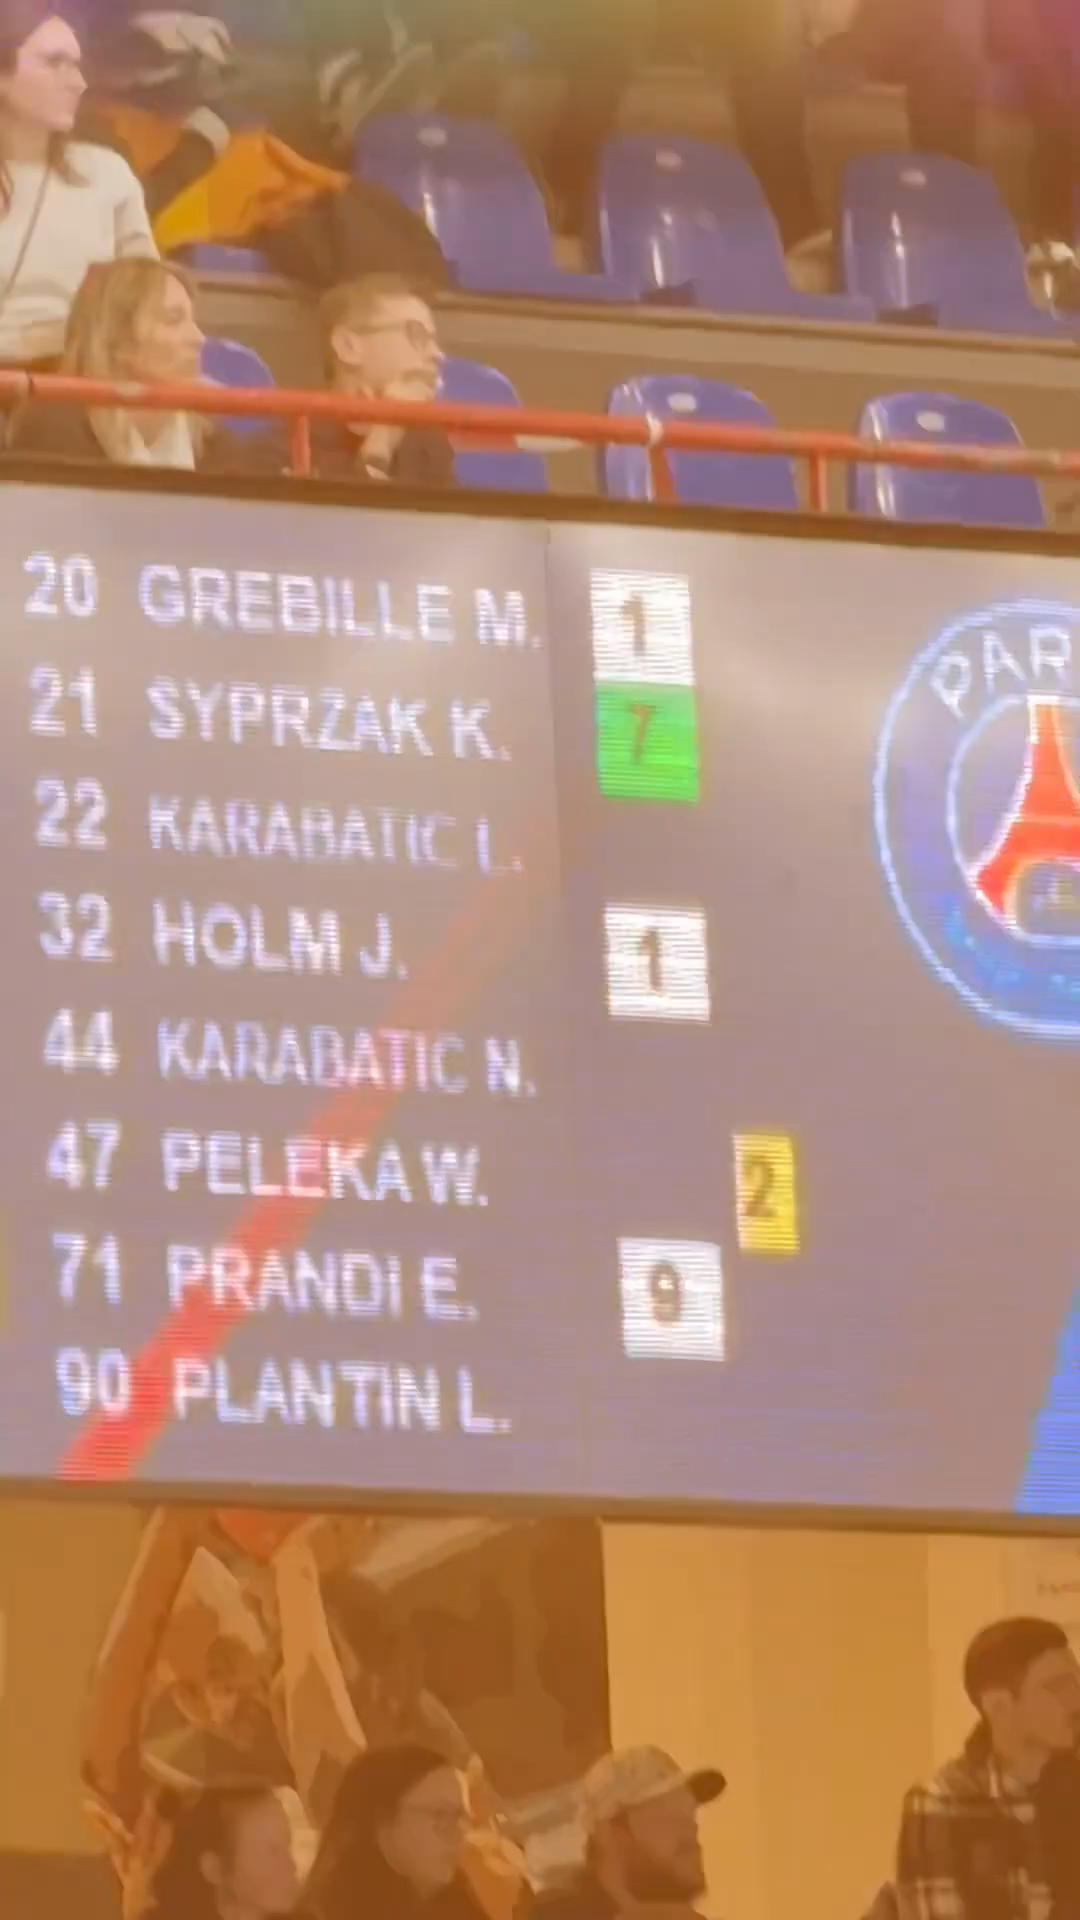 20 GREBILLE M. 1
21 SYPRZAK K. 7
22 KARABATIC L.
32 HOLM J. 1
44 KARABATIC N.
47 PELEKA W. 2
71 PRANDI E. 9
90 PLANTIN L.
PAR